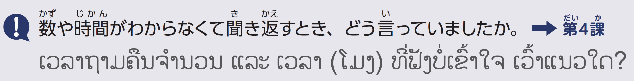 数や時間がわからなくて聞き返すとき、どう言っていましたか。 ➡ 第4課
ເວລາຖາມຄືນຈຳນວນ ແລະ ເວລາ (ໂມງ) ທີ່ຟັງບໍ່ເຂົ້າໃຈ ເວົ້າແນວໃດ?